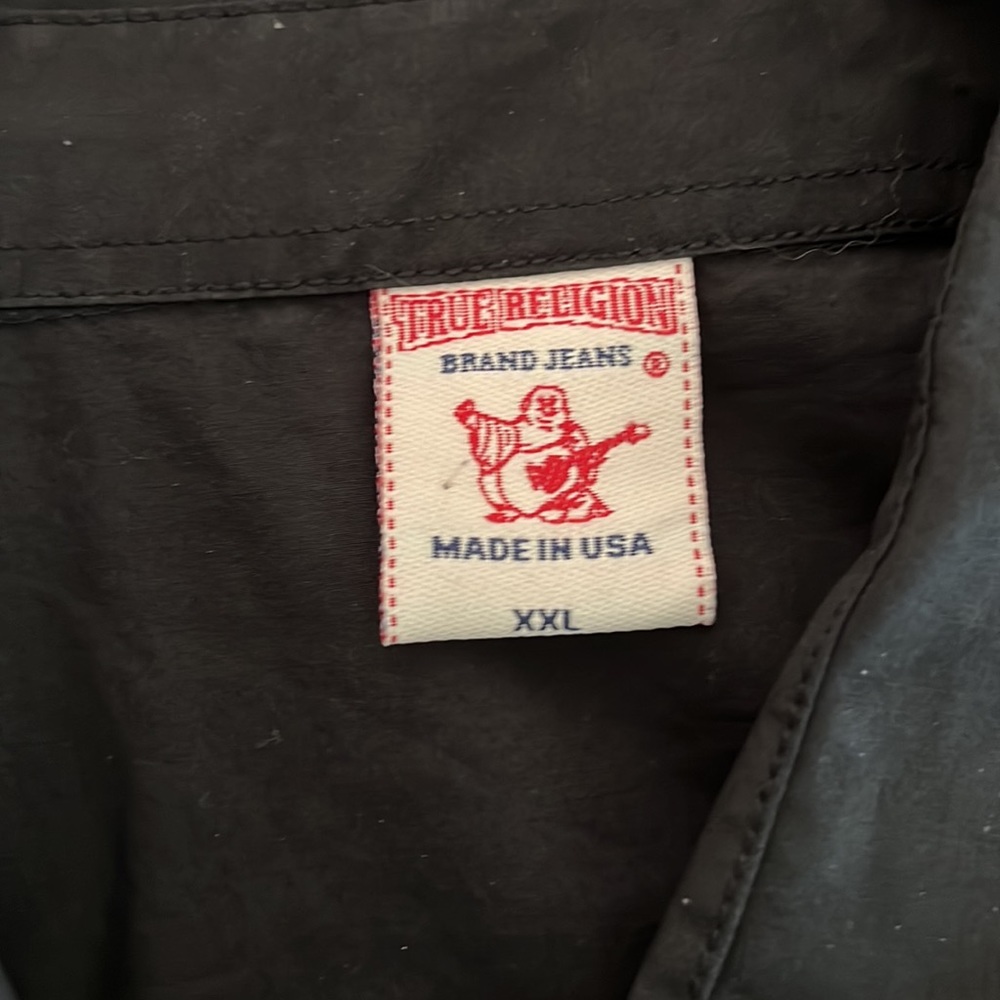 TRUE RELIGION
BRAND JEANS ®
MADE IN USA
XXL